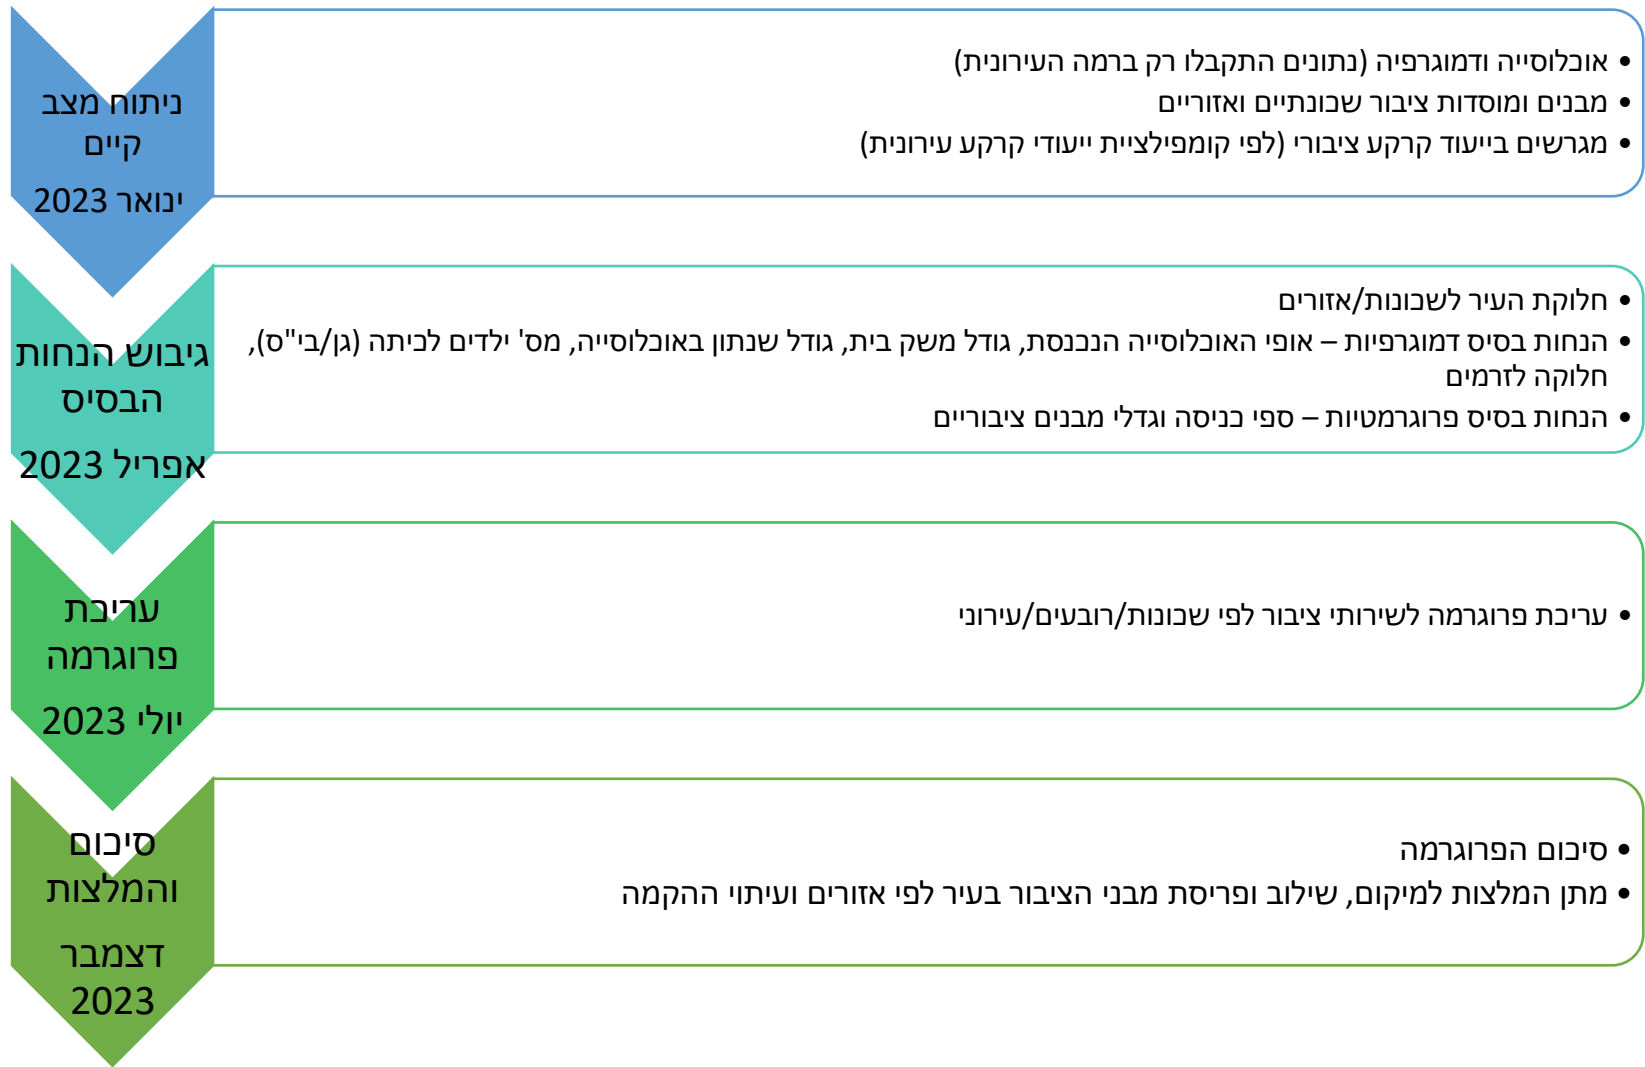 ניתוח מצב
קיים
ינואר 2023
• אוכלוסייה ודמוגרפיה (נתונים התקבלו רק ברמה העירונית)
• מבנים ומוסדות ציבור שכונתיים ואזוריים
• מגרשים בייעוד קרקע ציבורי (לפי קומפילציית ייעודי קרקע עירונית)
גיבוש הנחות
הבסיס
אפריל 2023
• חלוקת העיר לשכונות/אזורים
• הנחות בסיס דמוגרפיות – אופי האוכלוסייה הנכנסת, גודל משק בית, גודל שנתון באוכלוסייה, מס' ילדים לכיתה (גן/בי"ס),
חלוקה לזרמים
• הנחות בסיס פרוגרמטיות – ספי כניסה וגדלי מבנים ציבוריים
עריכת
פרוגרמה
יולי 2023
• עריכת פרוגרמה לשירותי ציבור לפי שכונות/רובעים/עירוני
סיכום
והמלצות
דצמבר
2023
• סיכום הפרוגרמה
• מתן המלצות למיקום, שילוב ופריסת מבני הציבור בעיר לפי אזורים ועיתוי ההקמה